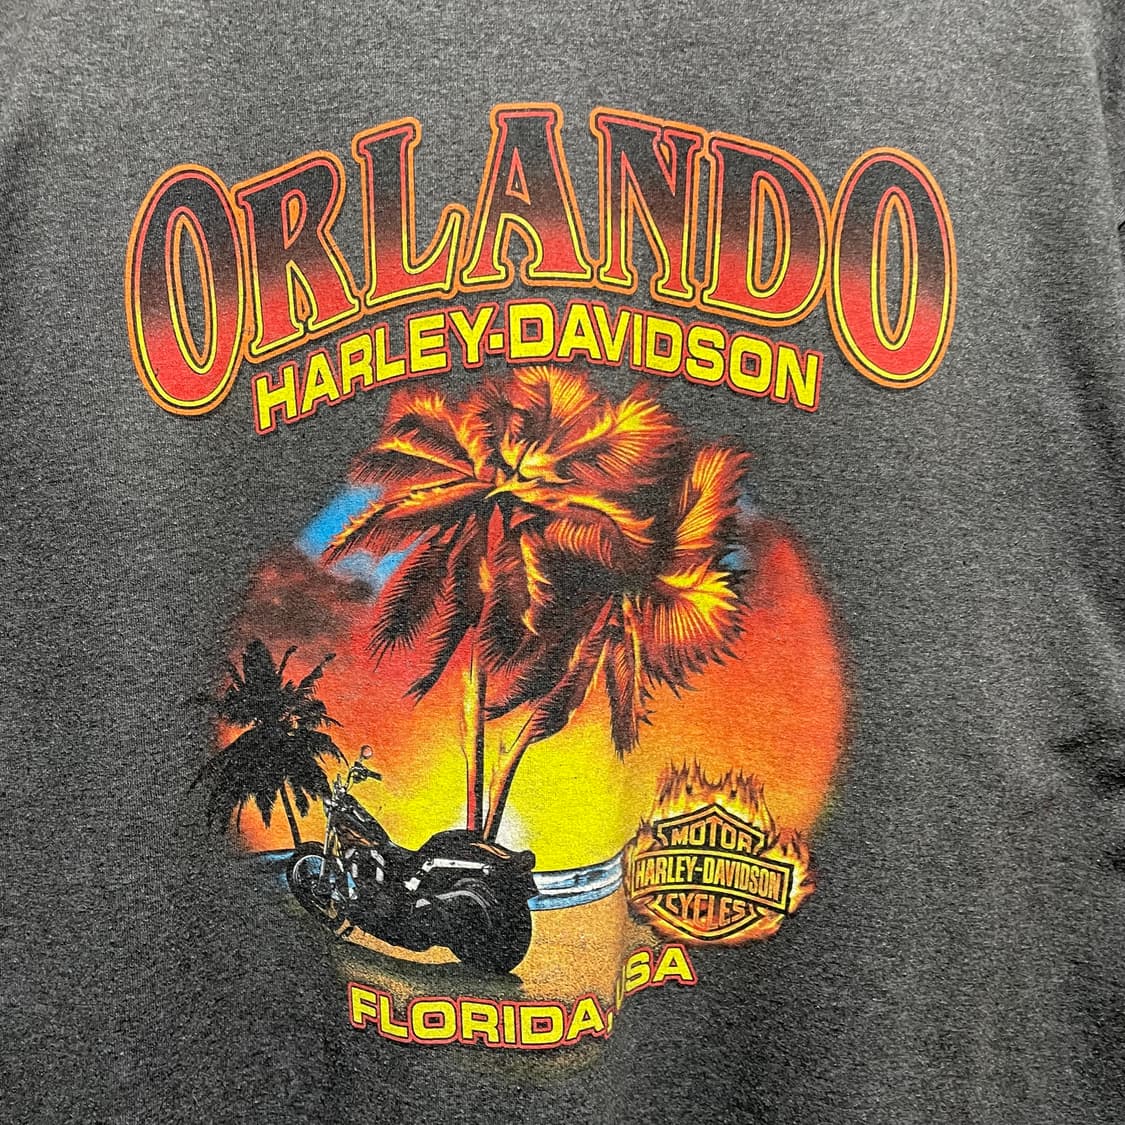 ORLANDO
HARLEY-DAVIDSON
MOTOR
HARLEY-DAVIDSON
CYCLES
FLORIDA, USA